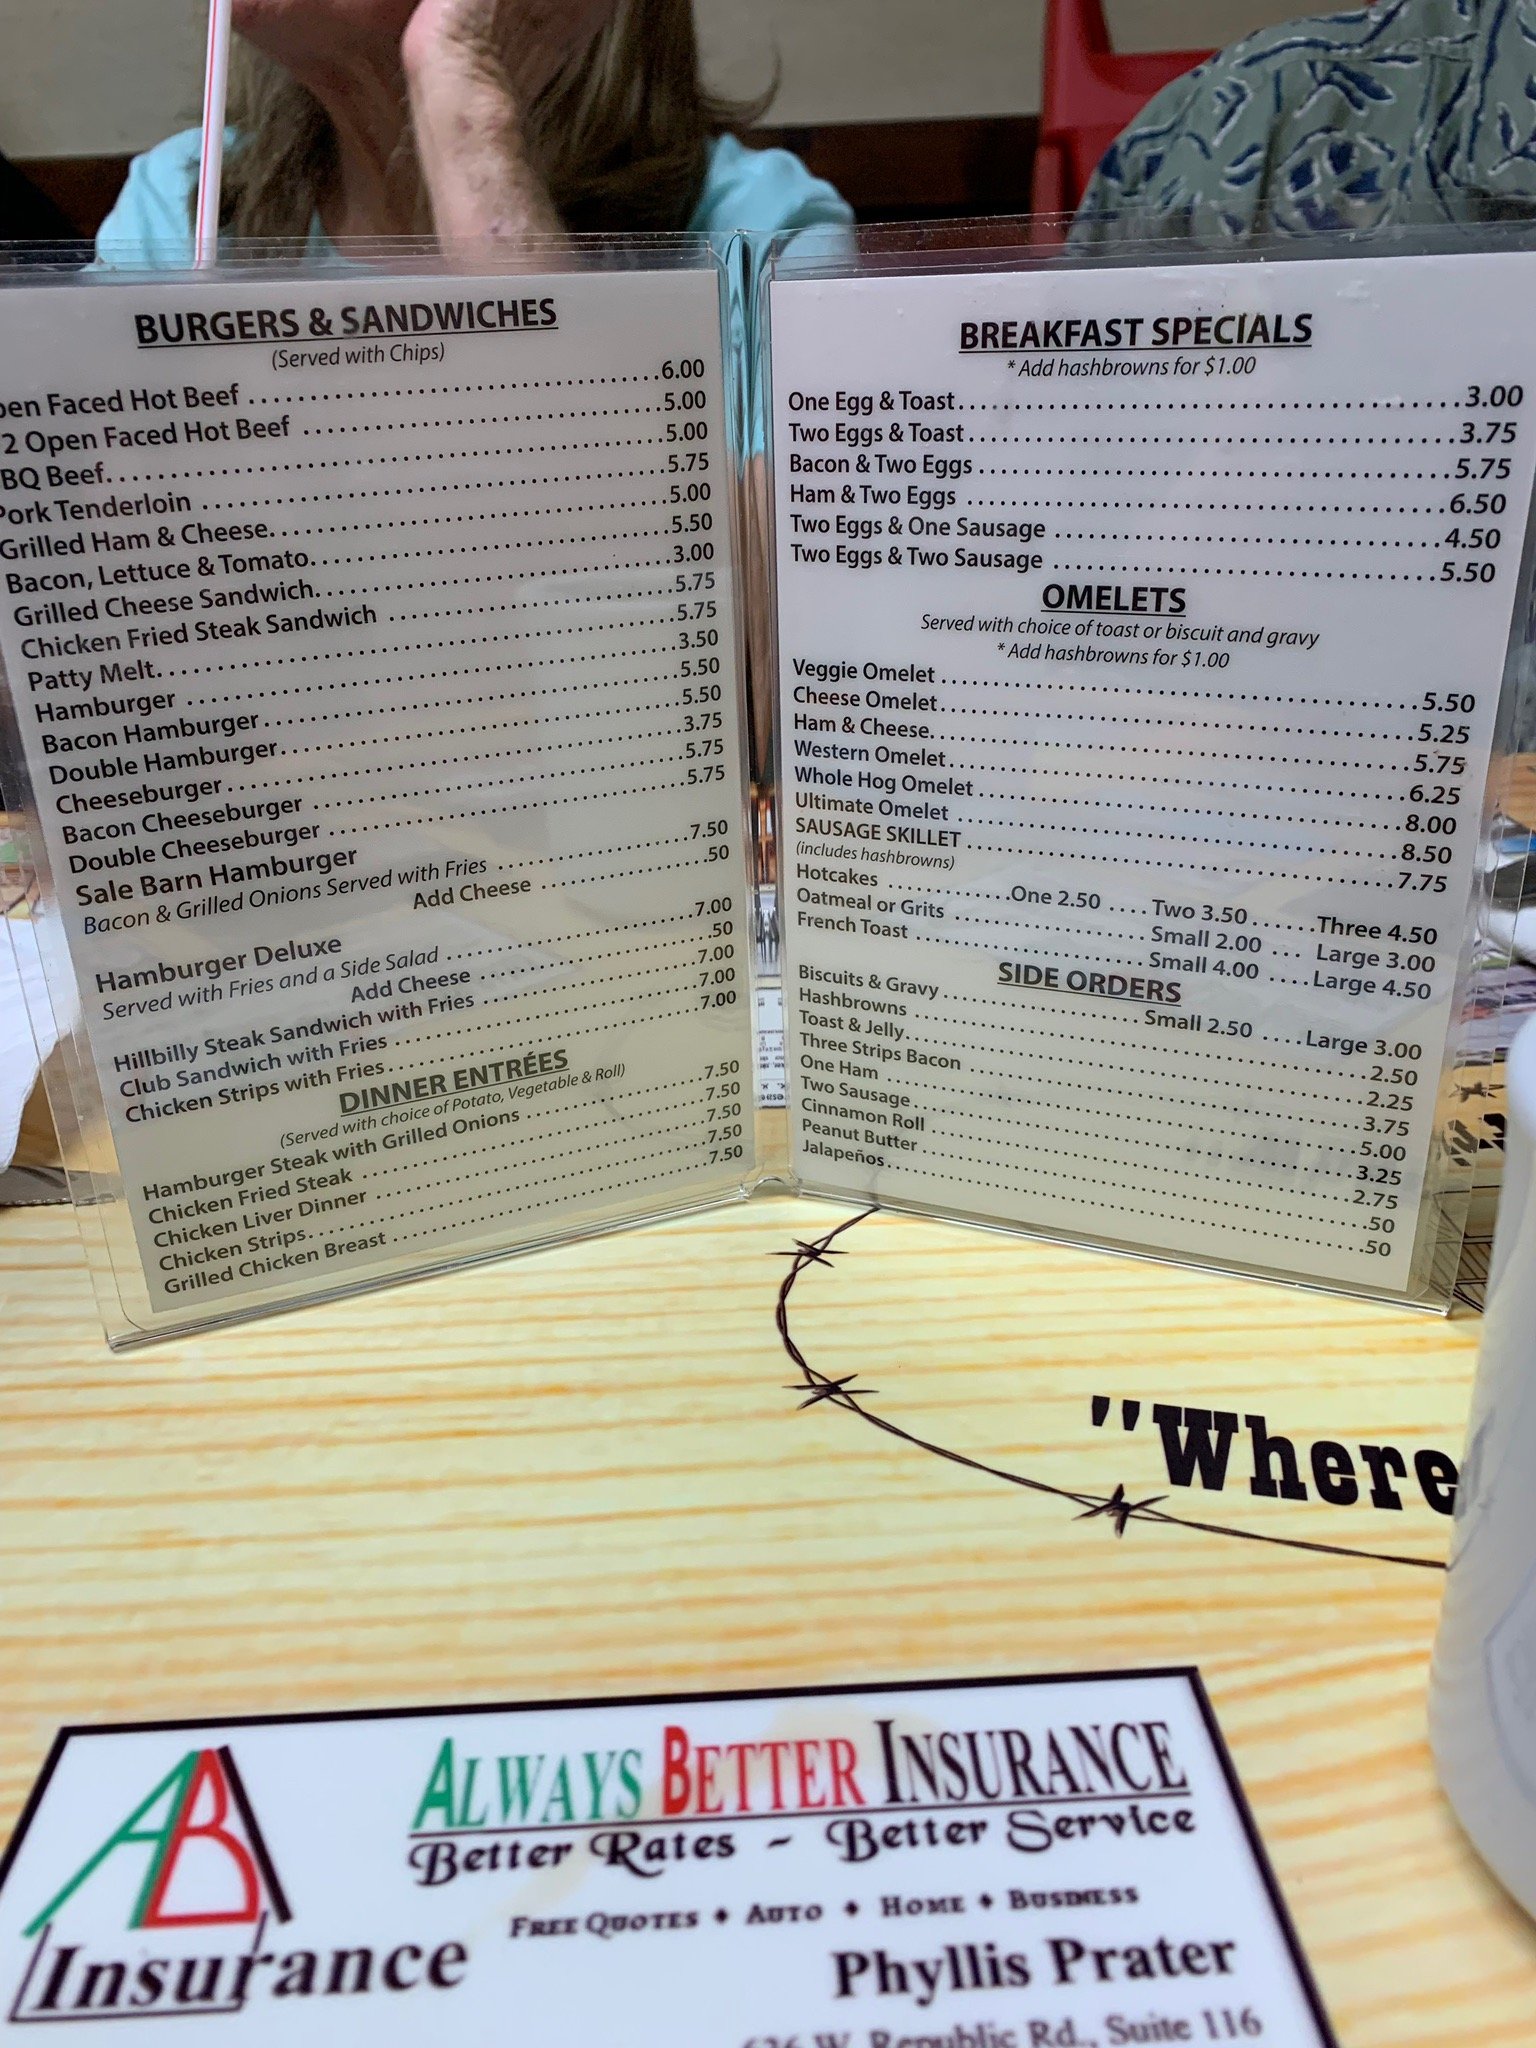 BURGERS & SANDWICHES
(Served with Chips)
Faced Hot Beef 6.00
2 Open Faced Hot Beef 5.00
BQ Beef 5.00
Pork Tenderloin 5.75
Grilled Ham & Cheese 5.00
Bacon, Lettuce & Tomato 5.50
Grilled Cheese Sandwich 3.00
Chicken Fried Steak Sandwich 5.75
Patty Melt 5.75
Hamburger 3.50
Bacon Hamburger 5.50
Double Hamburger 5.50
Cheeseburger 3.75
Bacon Cheeseburger 5.75
Double Cheeseburger 5.75
Sale Barn Hamburger
Bacon & Grilled Onions Served with Fries 7.50
Add Cheese .50
Hamburger Deluxe
Served with Fries and a Side Salad 7.00
Add Cheese .50
Hillbilly Steak Sandwich with Fries 7.00
Club Sandwich with Fries 7.00
Chicken Strips with Fries 7.00
DINNER ENTRÉES
(Served with choice of Potato, Vegetable & Roll)
Hamburger Steak with Grilled Onions 7.50
Chicken Fried Steak 7.50
Chicken Liver Dinner 7.50
Chicken Strips 7.50
Grilled Chicken Breast 7.50
BREAKFAST SPECIALS
* Add hashbrowns for $1.00
One Egg & Toast 3.00
Two Eggs & Toast 3.75
Bacon & Two Eggs 5.75
Ham & Two Eggs 6.50
Two Eggs & One Sausage 4.50
Two Eggs & Two Sausage 5.50
OMELETS
Served with choice of toast or biscuit and gravy
* Add hashbrowns for $1.00
Veggie Omelet 5.50
Cheese Omelet 5.25
Ham & Cheese 5.75
Western Omelet 6.25
Whole Hog Omelet 8.00
Ultimate Omelet 8.50
SAUSAGE SKILLET 7.75
(includes hashbrowns)
Hotcakes One 2.50 Two 3.50 Three 4.50
Oatmeal or Grits Small 2.00 Large 3.00
French Toast Small 4.00 Large 4.50
SIDE ORDERS
Biscuits & Gravy Small 2.50 Large 3.00
Hashbrowns 2.50
Toast & Jelly 2.25
Three Strips Bacon 3.75
One Ham 5.00
Two Sausage 3.25
Cinnamon Roll 2.75
Peanut Butter .50
Jalapeños .50
"Where
AB
Insurance
ALWAYS BETTER INSURANCE
Better Rates ~ Better Service
FREE QUOTES ♦ AUTO ♦ HOME ♦ BUSINESS
Phyllis Prater
636 W. Republic Rd., Suite 116